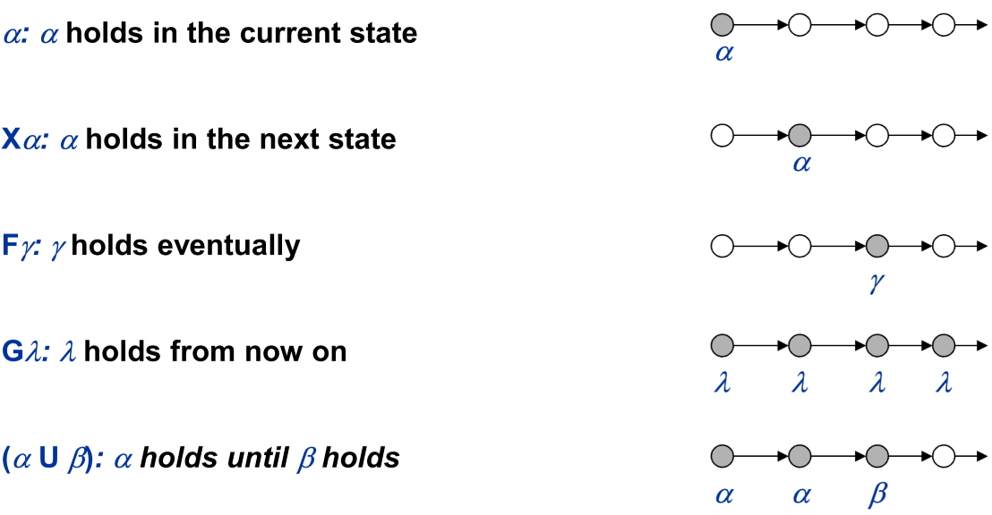 α: α holds in the current state
α
Xα: α holds in the next state
α
Fγ: γ holds eventually
γ
Gλ: λ holds from now on
λ λ λ λ
(α U β): α holds until β holds
α α β